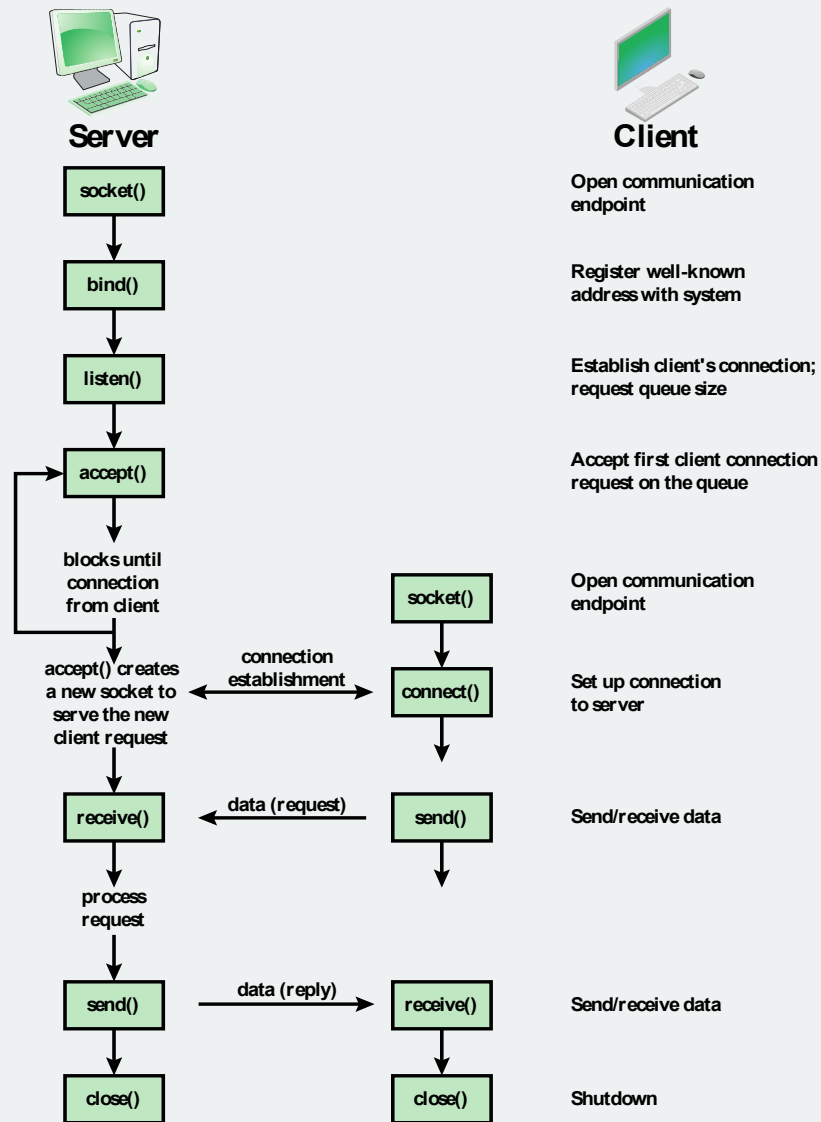 Server
Client
socket()
Open communication
endpoint
bind()
Register well-known
address with system
listen()
Establish client's connection;
request queue size
accept()
Accept first client connection
request on the queue
blocks until
connection
from client
socket()
Open communication
endpoint
accept() creates
a new socket to
serve the new
client request
connection
establishment
connect()
Set up connection
to server
receive()
data (request)
send()
Send/receive data
process
request
send()
data (reply)
receive()
Send/receive data
close()
close()
Shutdown